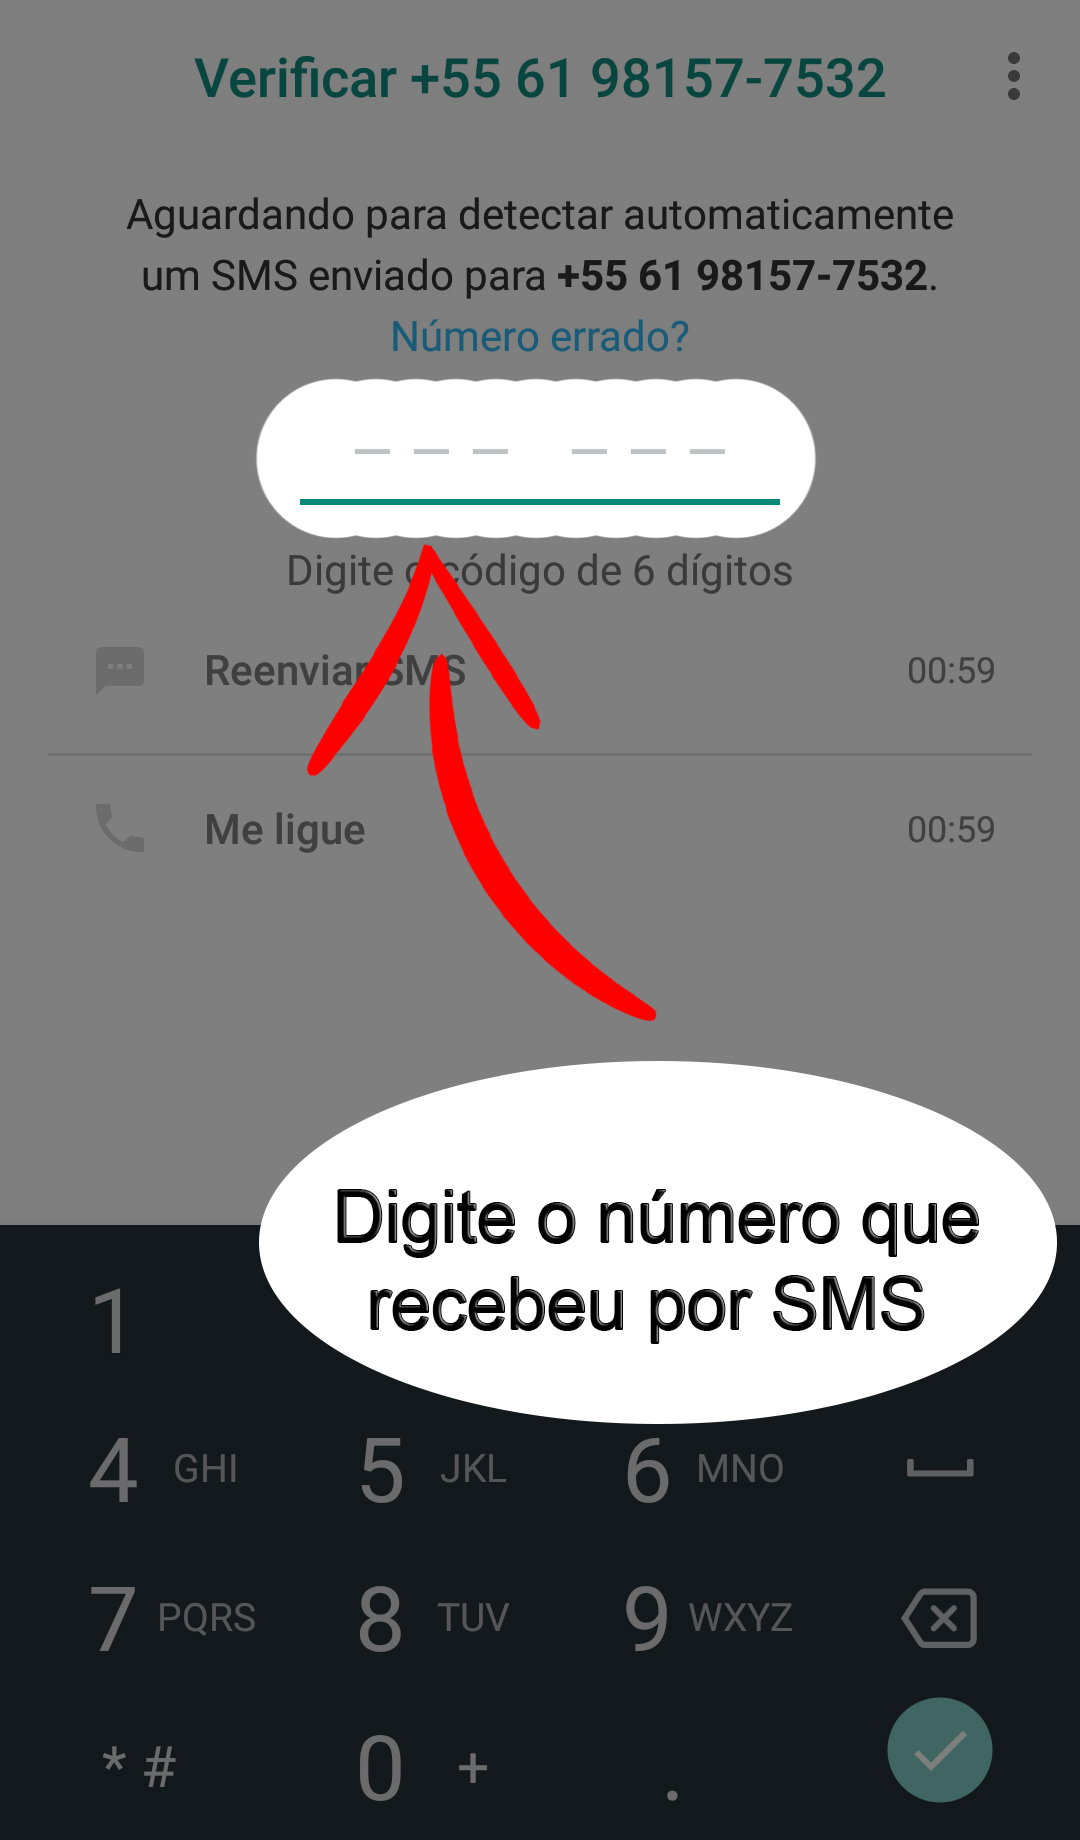 Verificar +55 61 98157-7532
Aguardando para detectar automaticamente
um SMS enviado para +55 61 98157-7532.
Número errado?
Digite o código de 6 dígitos
Reenviar SMS 00:59
Me ligue 00:59
Digite o número que
recebeu por SMS
1
4 GHI 5 JKL 6 MNO
7 PQRS 8 TUV 9 WXYZ
* # 0 + .